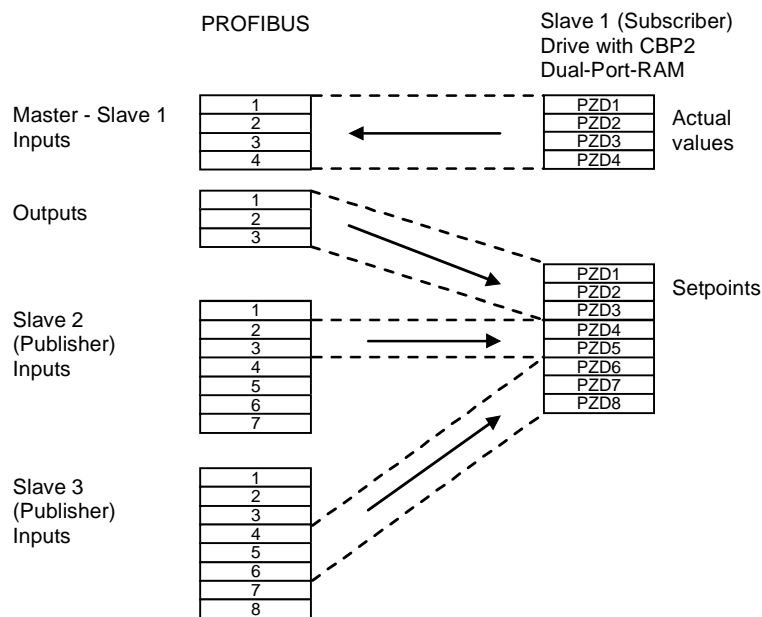 PROFIBUS
Slave 1 (Subscriber)
Drive with CBP2
Dual-Port-RAM
Master - Slave 1
Inputs
1
2
3
4
PZD1
PZD2
PZD3
PZD4
Actual
values
Outputs
1
2
3
PZD1
PZD2
PZD3
PZD4
PZD5
PZD6
PZD7
PZD8
Setpoints
Slave 2
(Publisher)
Inputs
1
2
3
4
5
6
7
Slave 3
(Publisher)
Inputs
1
2
3
4
5
6
7
8